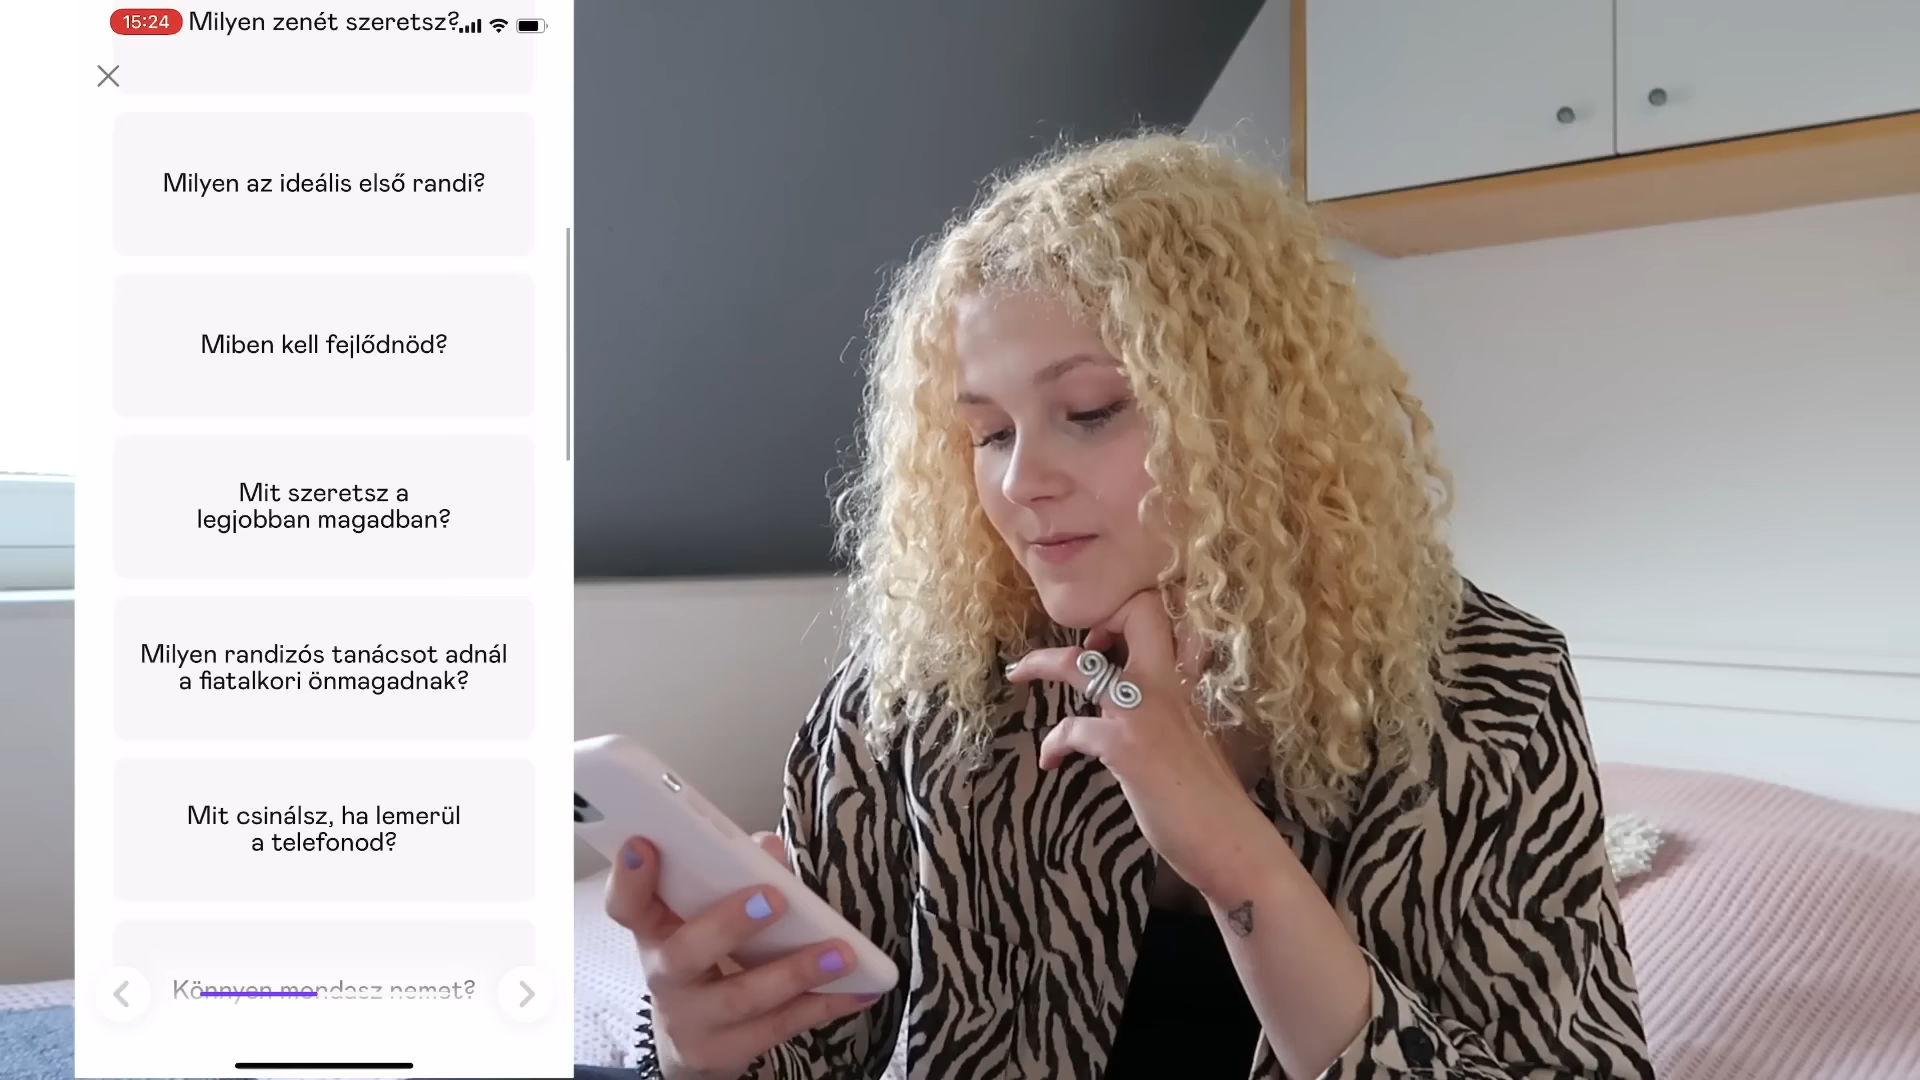 15:24 Milyen zenét szeretsz?
Milyen az ideális első randi?
Miben kell fejlődnöd?
Mit szeretsz a
legjobban magadban?
Milyen randizós tanácsot adnál
a fiatalkori önmagadnak?
Mit csinálsz, ha lemerül
a telefonod?
Könnyen mondasz nemet?